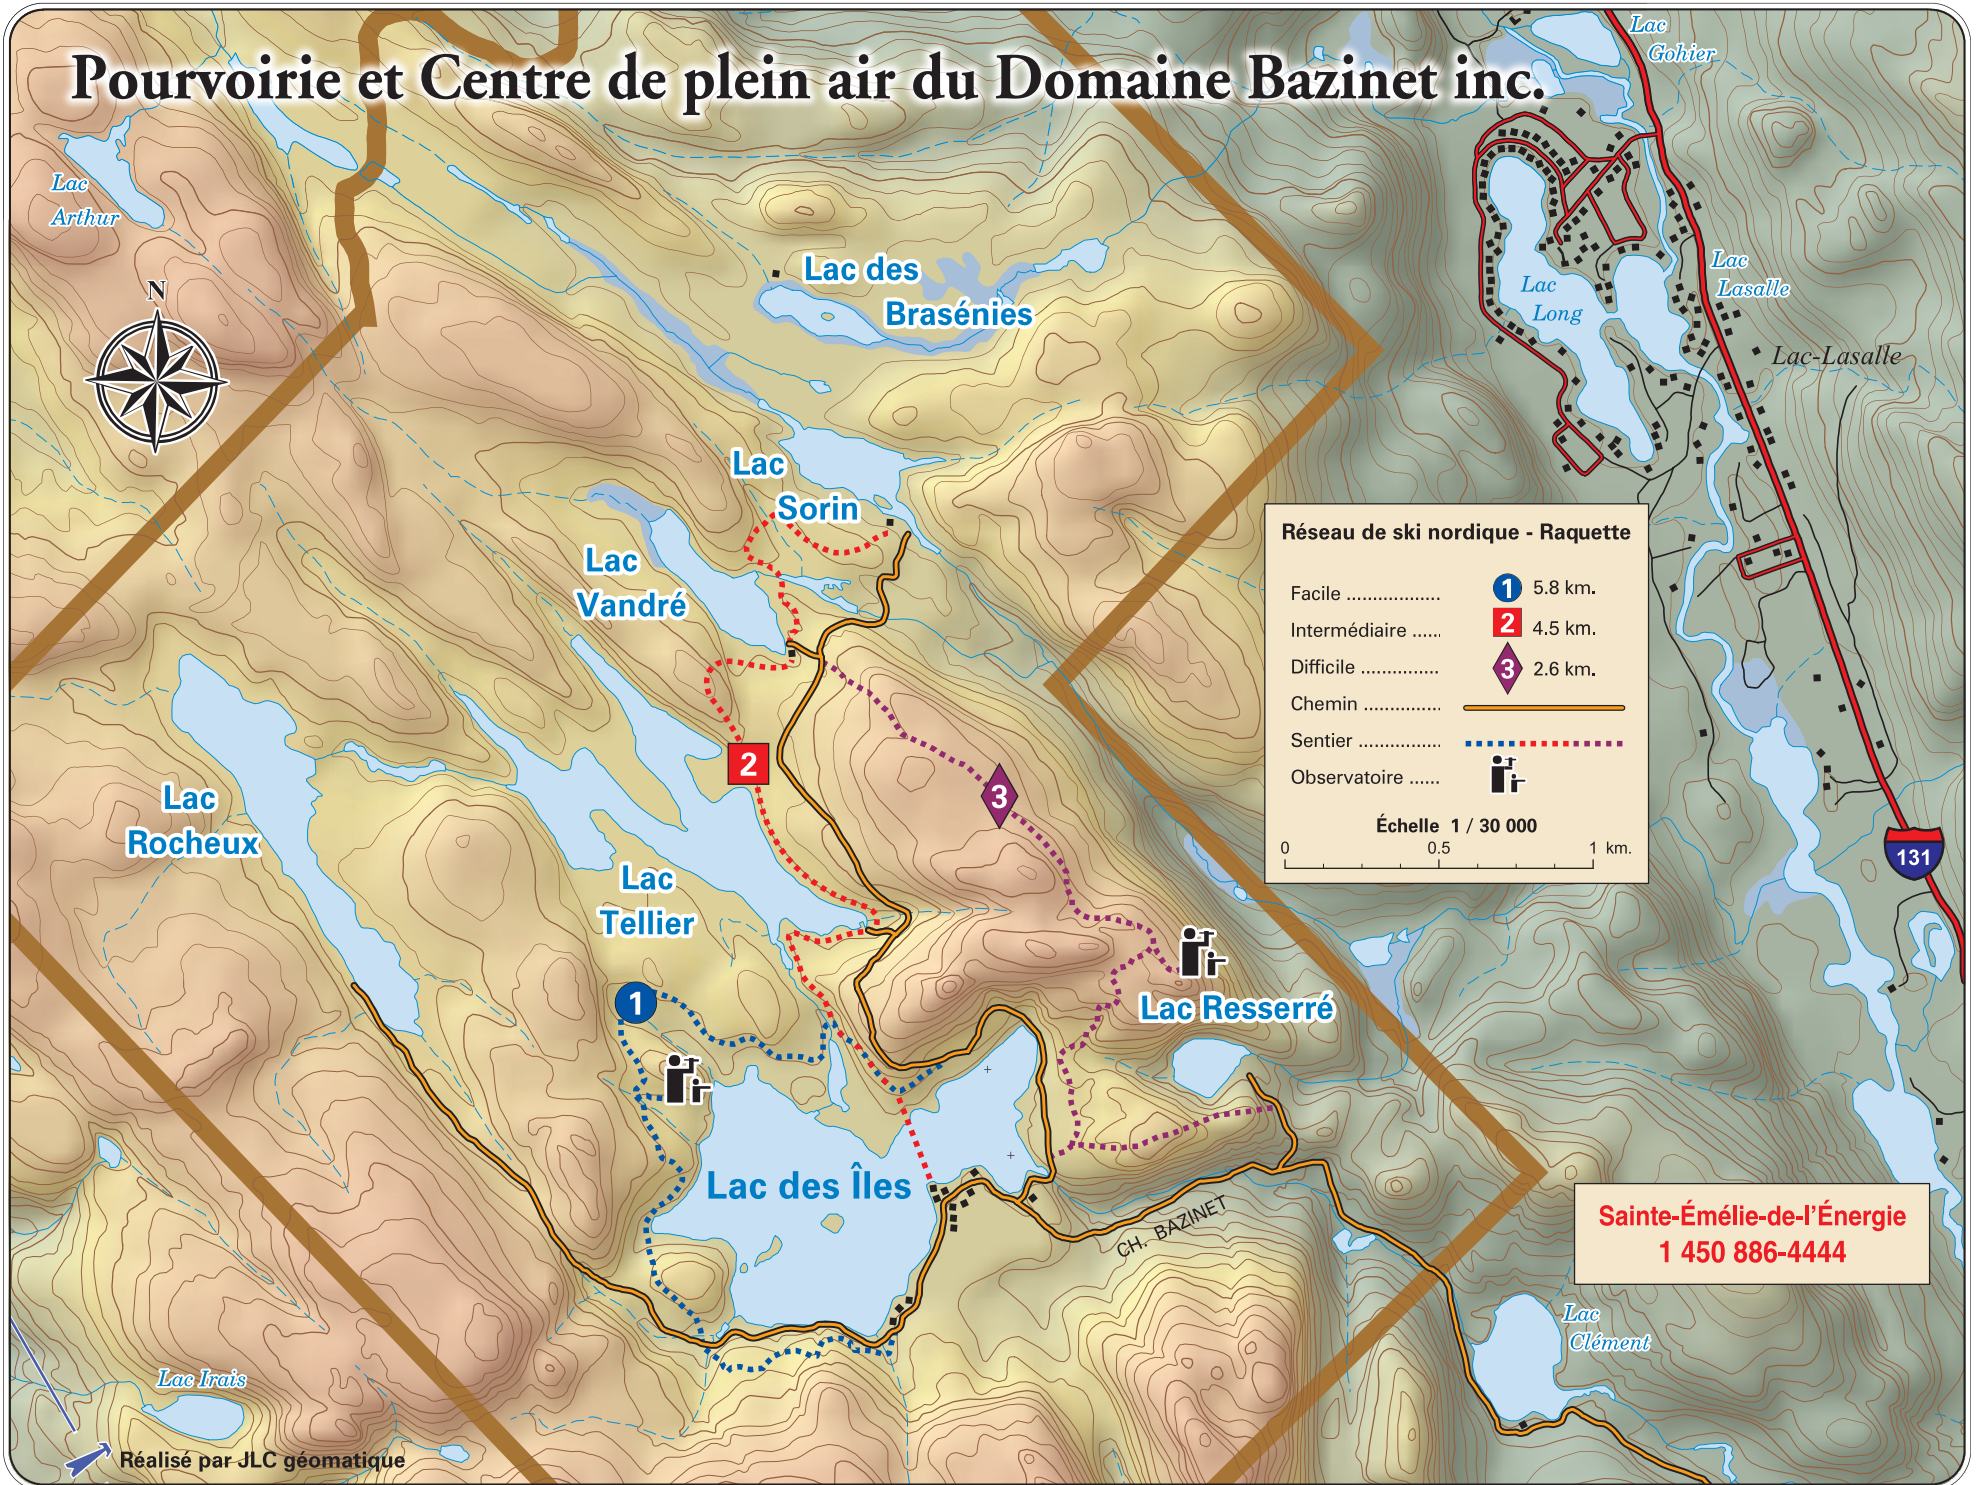 Pourvoirie et Centre de plein air du Domaine Bazinet inc.
Lac
Gohier
Lac
Arthur
N
Lac des
Brasénies
Lac
Long
Lac
Lasalle
Lac-Lasalle
Lac
Sorin
Lac
Vandré
Réseau de ski nordique - Raquette
Facile .................. 1 5.8 km.
Intermédiaire ...... 2 4.5 km.
Difficile ............... 3 2.6 km.
Chemin ...............
Sentier ................
Observatoire ......
Échelle 1 / 30 000
0 0.5 1 km.
2
3
Lac
Rocheux
131
Lac
Tellier
1
Lac Resserré
Lac des Îles
CH. BAZINET
Sainte-Émélie-de-l'Énergie
1 450 886-4444
Lac
Clément
Lac Irais
Réalisé par JLC géomatique